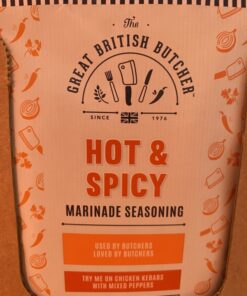 The
GREAT BRITISH BUTCHER
SINCE 1976
HOT &
SPICY
MARINADE SEASONING
USED BY BUTCHERS
LOVED BY BUTCHERS
TRY ME ON CHICKEN KEBABS
WITH MIXED PEPPERS